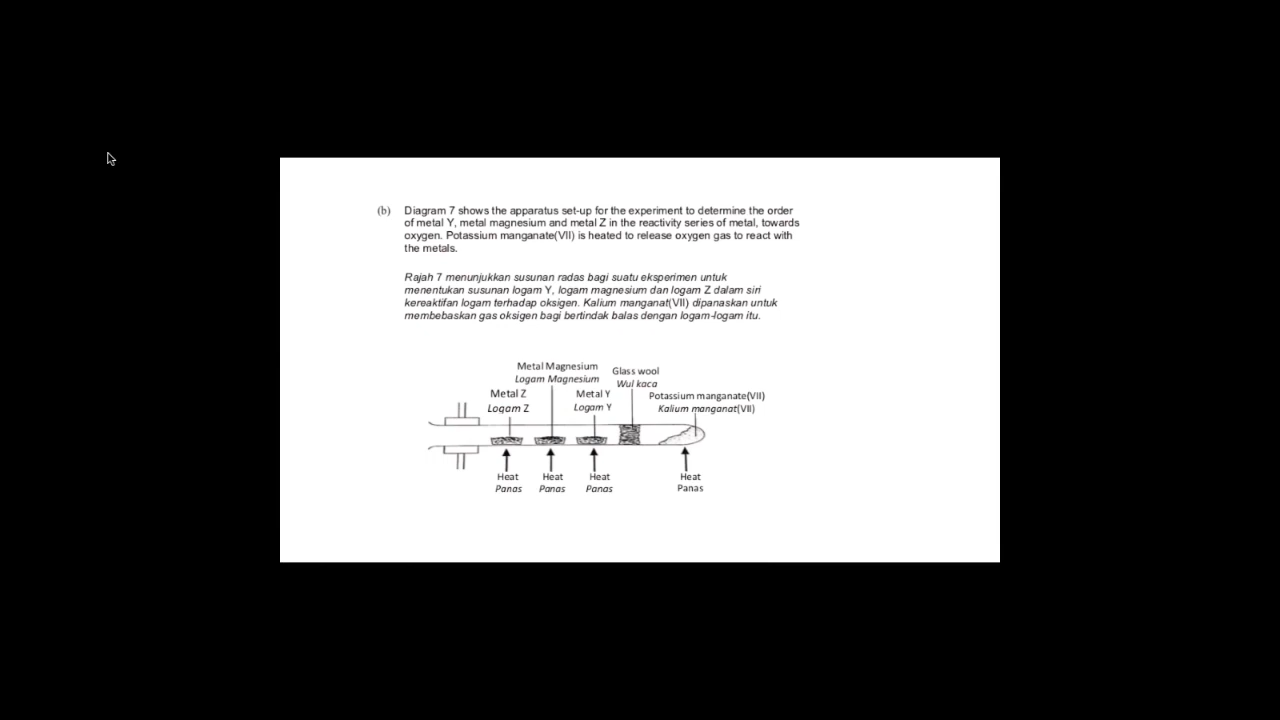 (b) Diagram 7 shows the apparatus set-up for the experiment to determine the order
of metal Y, metal magnesium and metal Z in the reactivity series of metal, towards
oxygen. Potassium manganate(VII) is heated to release oxygen gas to react with
the metals.
Rajah 7 menunjukkan susunan radas bagi suatu eksperimen untuk
menentukan susunan logam Y, logam magnesium dan logam Z dalam siri
kereaktifan logam terhadap oksigen. Kalium manganat(VII) dipanaskan untuk
membebaskan gas oksigen bagi bertindak balas dengan logam-logam itu.
Metal Magnesium
Logam Magnesium
Glass wool
Wul kaca
Metal Z
Logam Z
Metal Y
Logam Y
Potassium manganate(VII)
Kalium manganat(VII)
Heat
Panas
Heat
Panas
Heat
Panas
Heat
Panas